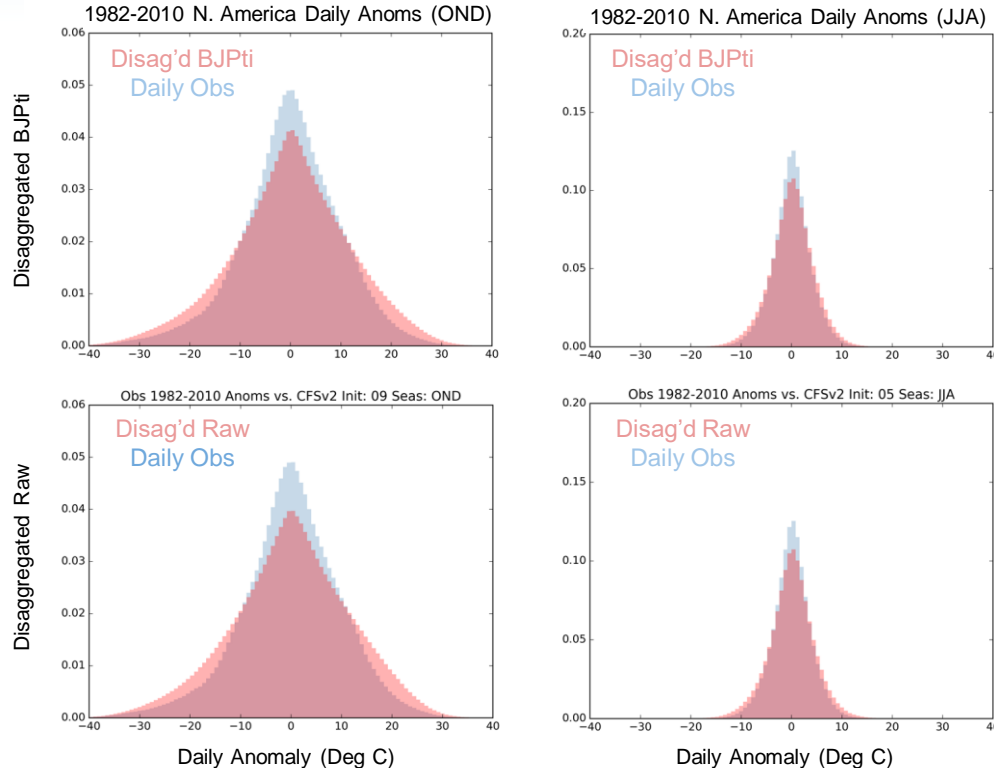 1982-2010 N. America Daily Anoms (OND)
0.06
0.05
0.04
0.03
0.02
0.01
0.00
−40 −30 −20 −10 0 10 20 30 40
Disag’d BJPti
Daily Obs
Disaggregated BJPti
1982-2010 N. America Daily Anoms (JJA)
0.20
0.15
0.10
0.05
0.00
−40 −30 −20 −10 0 10 20 30 40
Disag’d BJPti
Daily Obs
Obs 1982-2010 Anoms vs. CFSv2 Init: 09 Seas: OND
0.06
0.05
0.04
0.03
0.02
0.01
0.00
−40 −30 −20 −10 0 10 20 30 40
Disag’d Raw
Daily Obs
Disaggregated Raw
Daily Anomaly (Deg C)
Obs 1982-2010 Anoms vs. CFSv2 Init: 05 Seas: JJA
0.20
0.15
0.10
0.05
0.00
−40 −30 −20 −10 0 10 20 30 40
Disag’d Raw
Daily Obs
Daily Anomaly (Deg C)